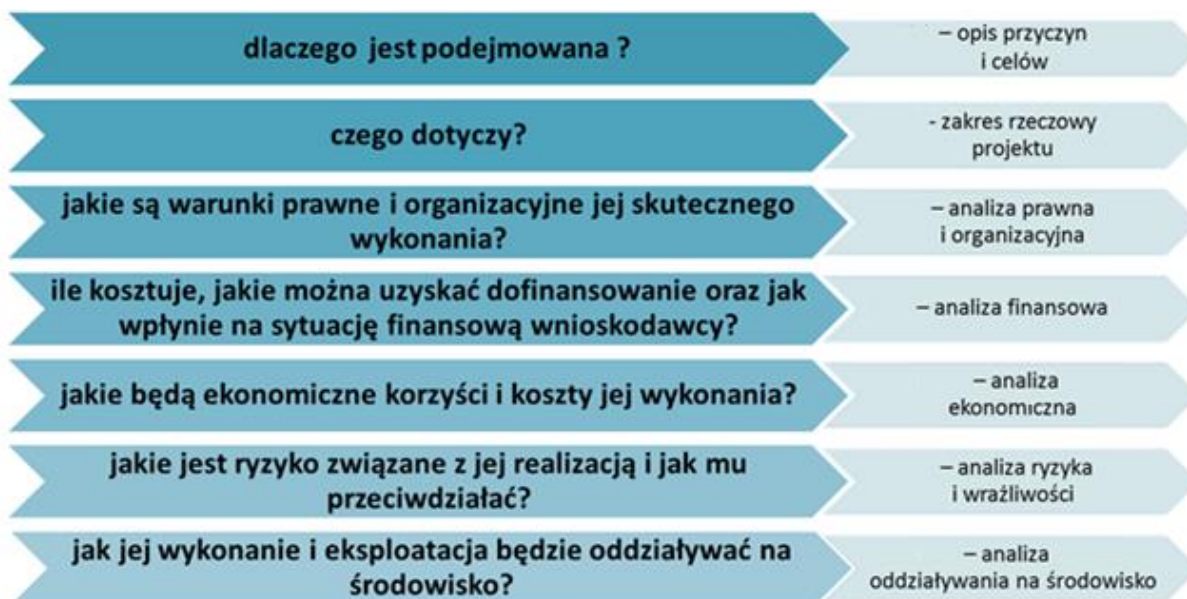 dlaczego jest podejmowana ?
– opis przyczyn
i celów
czego dotyczy?
- zakres rzeczowy
projektu
jakie są warunki prawne i organizacyjne jej skutecznego
wykonania?
– analiza prawna
i organizacyjna
ile kosztuje, jakie można uzyskać dofinansowanie oraz jak
wpłynie na sytuację finansową wnioskodawcy?
– analiza finansowa
jakie będą ekonomiczne korzyści i koszty jej wykonania?
– analiza
ekonomiczna
jakie jest ryzyko związane z jej realizacją i jak mu
przeciwdziałać?
– analiza ryzyka
i wrażliwości
jak jej wykonanie i eksploatacja będzie oddziaływać na
środowisko?
– analiza
oddziaływania na środowisko